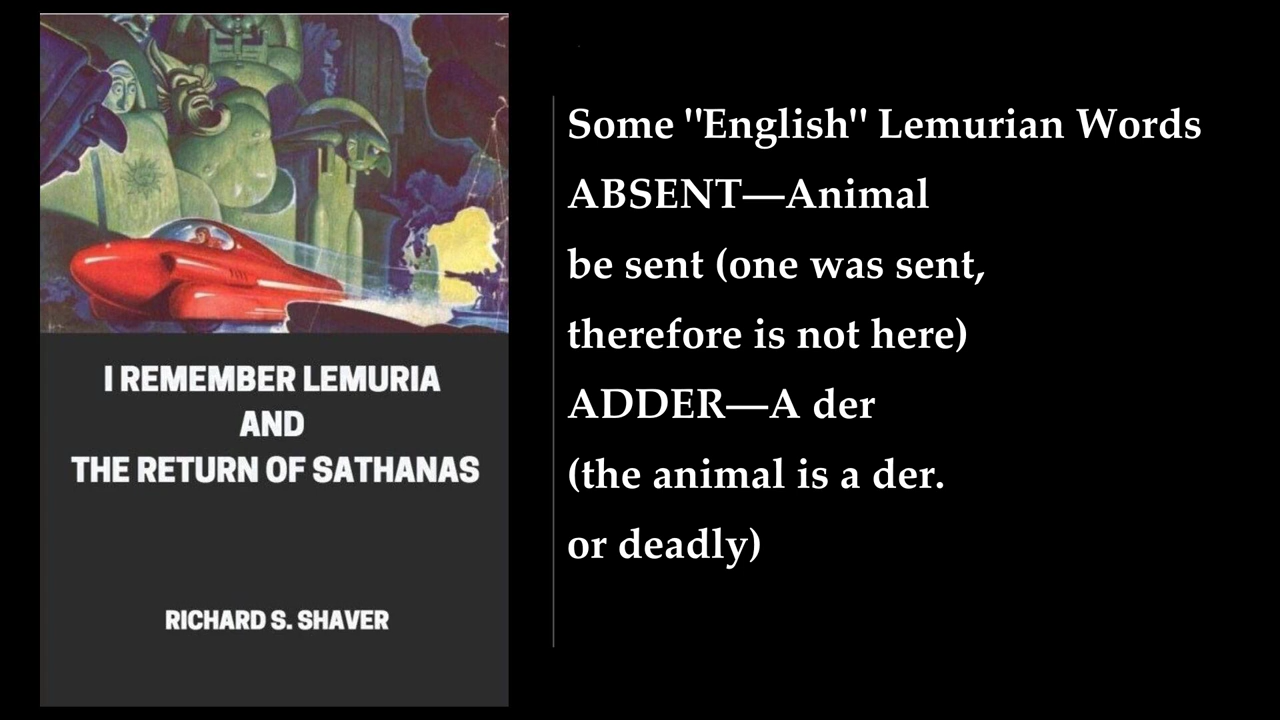 I REMEMBER LEMURIA
AND
THE RETURN OF SATHANAS
RICHARD S. SHAVER
Some "English" Lemurian Words
ABSENT—Animal
be sent (one was sent,
therefore is not here)
ADDER—A der
(the animal is a der.
or deadly)